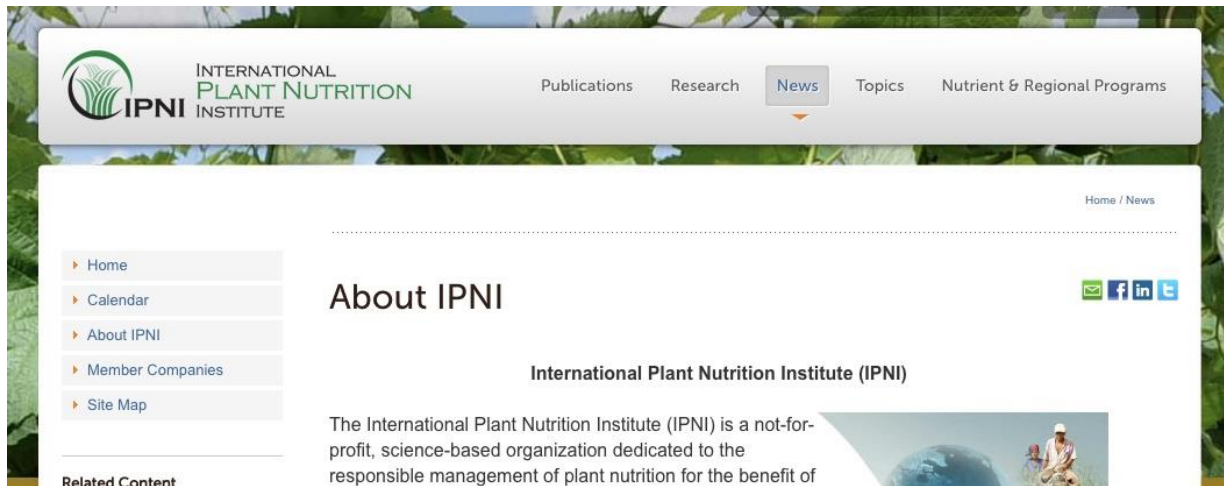 INTERNATIONAL
PLANT NUTRITION
IPNI INSTITUTE
Publications Research News Topics Nutrient & Regional Programs
Home / News
Home
Calendar
About IPNI
Member Companies
Site Map
Related Content
About IPNI
International Plant Nutrition Institute (IPNI)
The International Plant Nutrition Institute (IPNI) is a not-for-
profit, science-based organization dedicated to the
responsible management of plant nutrition for the benefit of